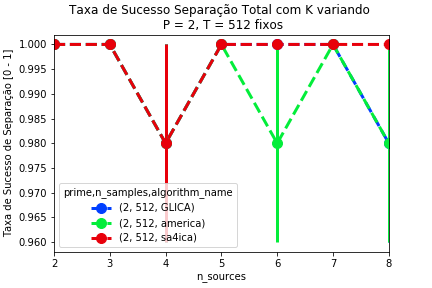 Taxa de Sucesso Separação Total com K variando
P = 2, T = 512 fixos
Taxa de Sucesso de Separação [0 - 1]
1.000
0.995
0.990
0.985
0.980
0.975
0.970
0.965
0.960
prime,n_samples,algorithm_name
(2, 512, GLICA)
(2, 512, america)
(2, 512, sa4ica)
2 3 4 5 6 7 8
n_sources